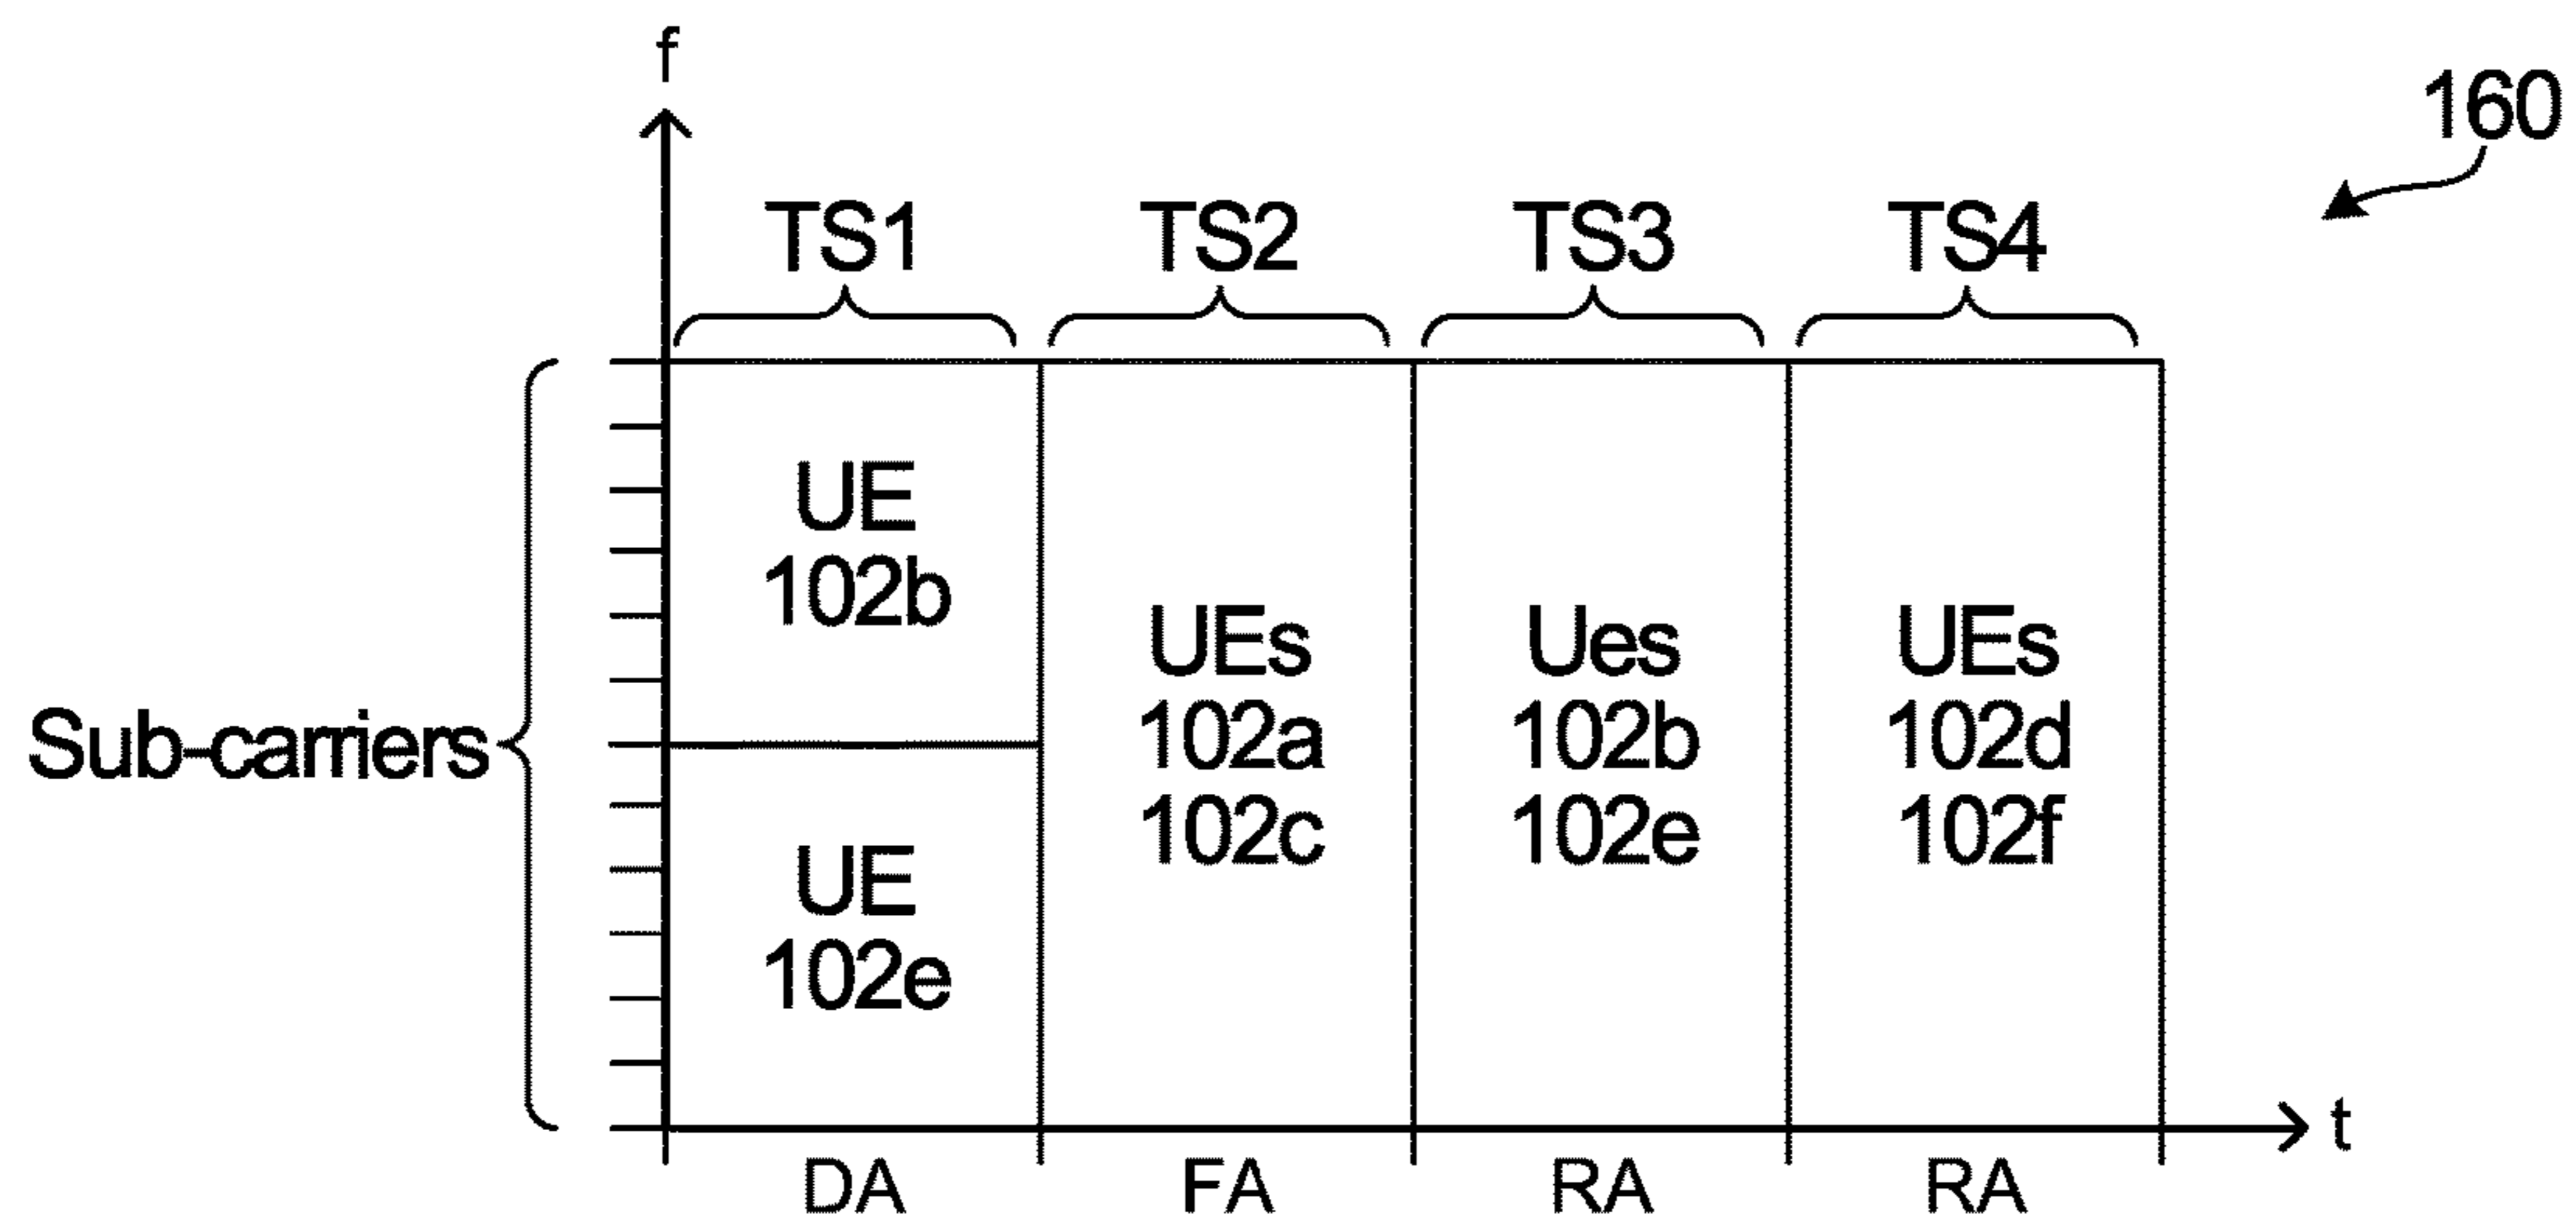 f
160
TS1 TS2 TS3 TS4
UE
102b
UE
102e
UEs
102a
102c
Ues
102b
102e
UEs
102d
102f
Sub-carriers
t
DA FA RA RA